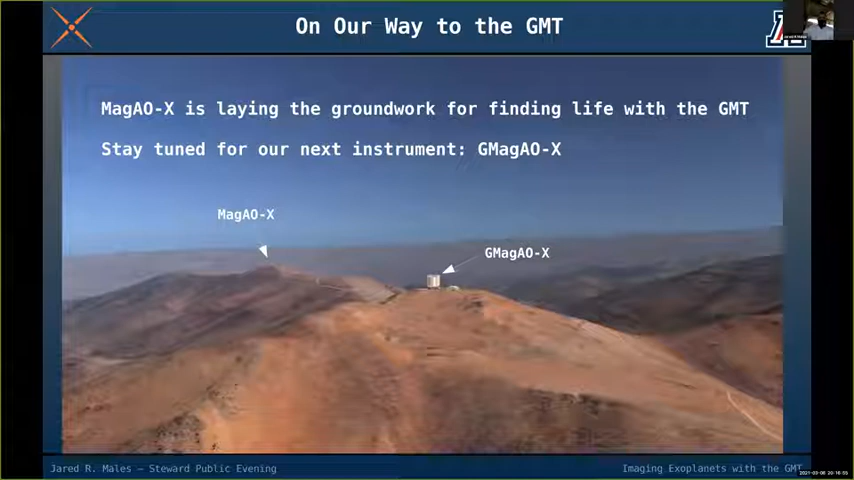 On Our Way to the GMT
MagAO-X is laying the groundwork for finding life with the GMT
Stay tuned for our next instrument: GMagAO-X
MagAO-X
GMagAO-X
Jared R. Males – Steward Public Evening
Imaging Exoplanets with the GMT